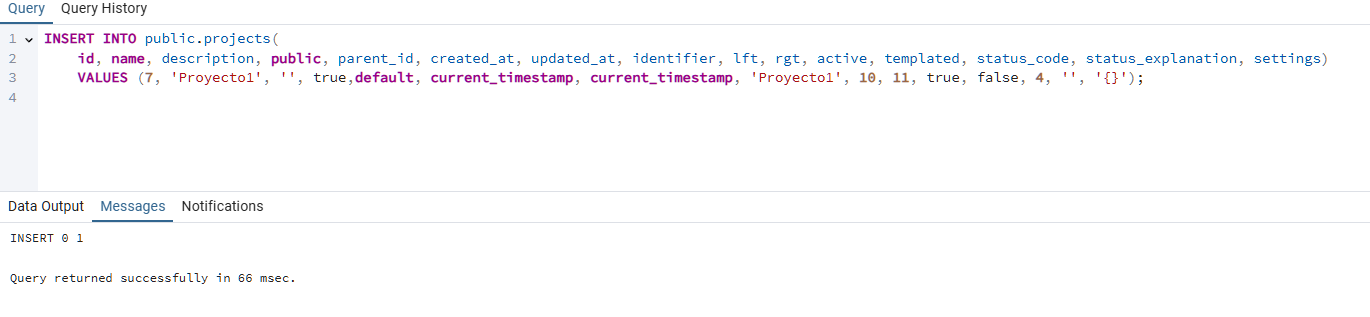 Query Query History
1 INSERT INTO public.projects(
2 id, name, description, public, parent_id, created_at, updated_at, identifier, lft, rgt, active, templated, status_code, status_explanation, settings)
3 VALUES (7, 'Proyecto1', '', true,default, current_timestamp, current_timestamp, 'Proyecto1', 10, 11, true, false, 4, '', '{}');
4
Data Output Messages Notifications
INSERT 0 1
Query returned successfully in 66 msec.